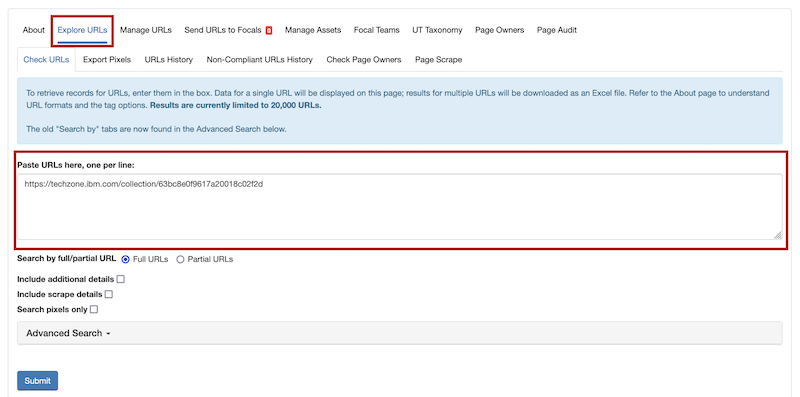 About Explore URLs Manage URLs Send URLs to Focals Manage Assets Focal Teams UT Taxonomy Page Owners Page Audit
Check URLs Export Pixels URLs History Non-Compliant URLs History Check Page Owners Page Scrape
To retrieve records for URLs, enter them in the box. Data for a single URL will be displayed on this page; results for multiple URLs will be downloaded as an Excel file. Refer to the About page to understand
URL formats and the tag options. Results are currently limited to 20,000 URLs.
The old "Search by" tabs are now found in the Advanced Search below.
Paste URLs here, one per line:
https://techzone.ibm.com/collection/63bc8e0f9617a20018c02f2d
Search by full/partial URL Full URLs Partial URLs
Include additional details
Include scrape details
Search pixels only
Advanced Search
Submit